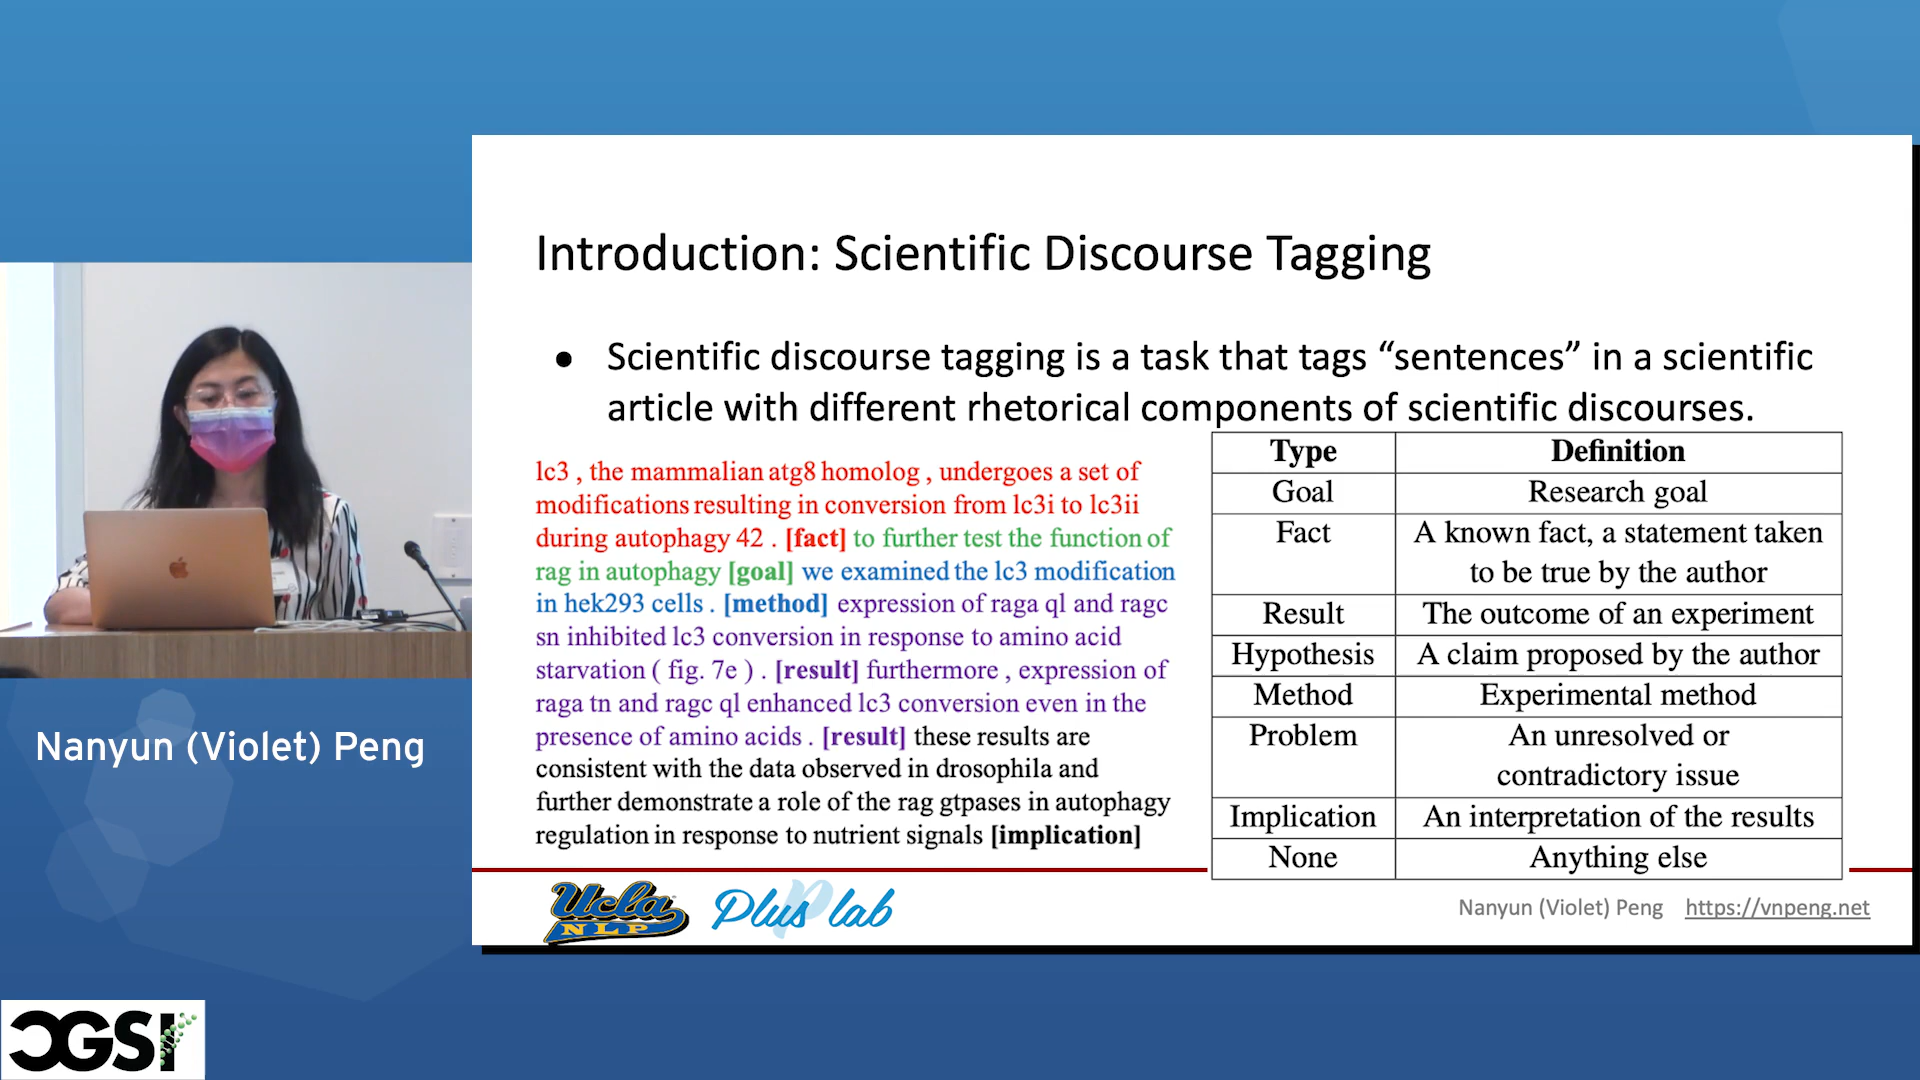 Introduction: Scientific Discourse Tagging
● Scientific discourse tagging is a task that tags “sentences” in a scientific
article with different rhetorical components of scientific discourses.
lc3 , the mammalian atg8 homolog , undergoes a set of
modifications resulting in conversion from lc3i to lc3ii
during autophagy 42 . [fact] to further test the function of
rag in autophagy [goal] we examined the lc3 modification
in hek293 cells . [method] expression of raga ql and ragc
sn inhibited lc3 conversion in response to amino acid
starvation ( fig. 7e ) . [result] furthermore , expression of
raga tn and ragc ql enhanced lc3 conversion even in the
presence of amino acids . [result] these results are
consistent with the data observed in drosophila and
further demonstrate a role of the rag gtpases in autophagy
regulation in response to nutrient signals [implication]
Type Definition
Goal Research goal
Fact A known fact, a statement taken
to be true by the author
Result The outcome of an experiment
Hypothesis A claim proposed by the author
Method Experimental method
Problem An unresolved or
contradictory issue
Implication An interpretation of the results
None Anything else
Ucla
NLP
Plus lab
Nanyun (Violet) Peng https://vnpeng.net
Nanyun (Violet) Peng
CGSI